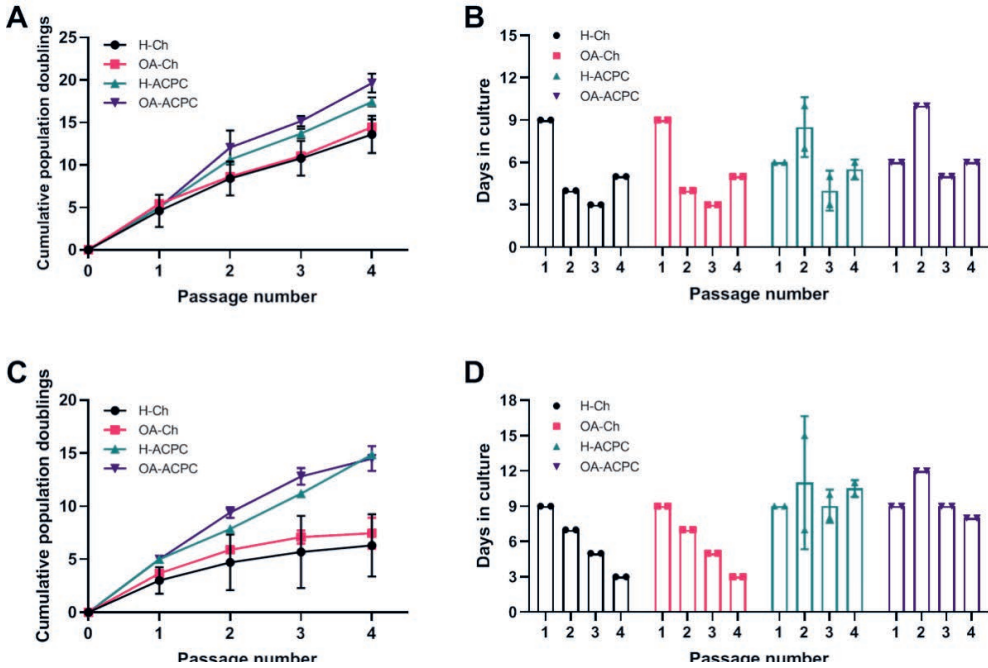 A
Cumulative population doublings
25
20
15
10
5
0
H-Ch
OA-Ch
H-ACPC
OA-ACPC
0 1 2 3 4
Passage number
B
Days in culture
15
12
9
6
3
0
H-Ch
OA-Ch
H-ACPC
OA-ACPC
1 2 3 4 1 2 3 4 1 2 3 4 1 2 3 4
Passage number
C
Cumulative population doublings
20
15
10
5
0
H-Ch
OA-Ch
H-ACPC
OA-ACPC
0 1 2 3 4
Passage number
D
Days in culture
18
15
12
9
6
3
0
H-Ch
OA-Ch
H-ACPC
OA-ACPC
1 2 3 4 1 2 3 4 1 2 3 4 1 2 3 4
Passage number